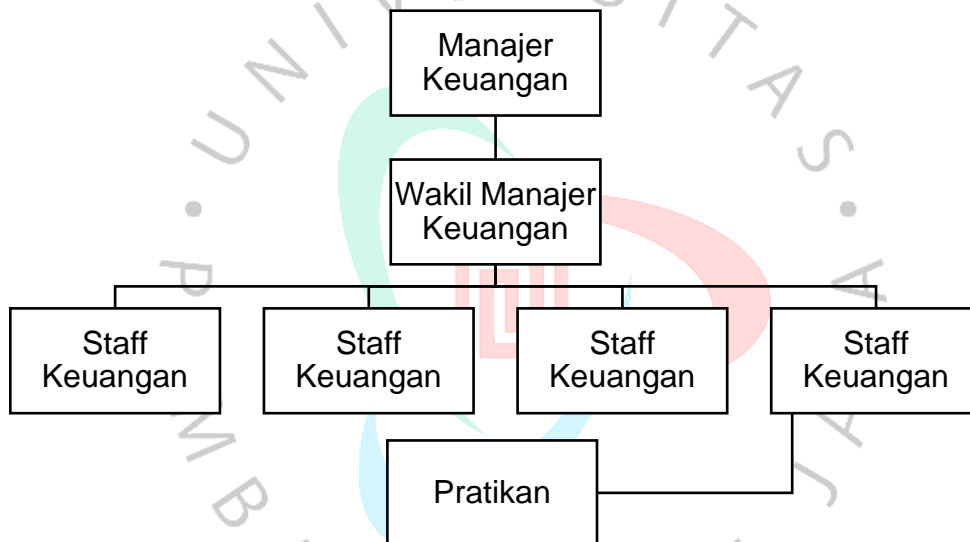 Manajer
Keuangan
Wakil Manajer
Keuangan
Staff
Keuangan
Staff
Keuangan
Staff
Keuangan
Staff
Keuangan
Pratikan